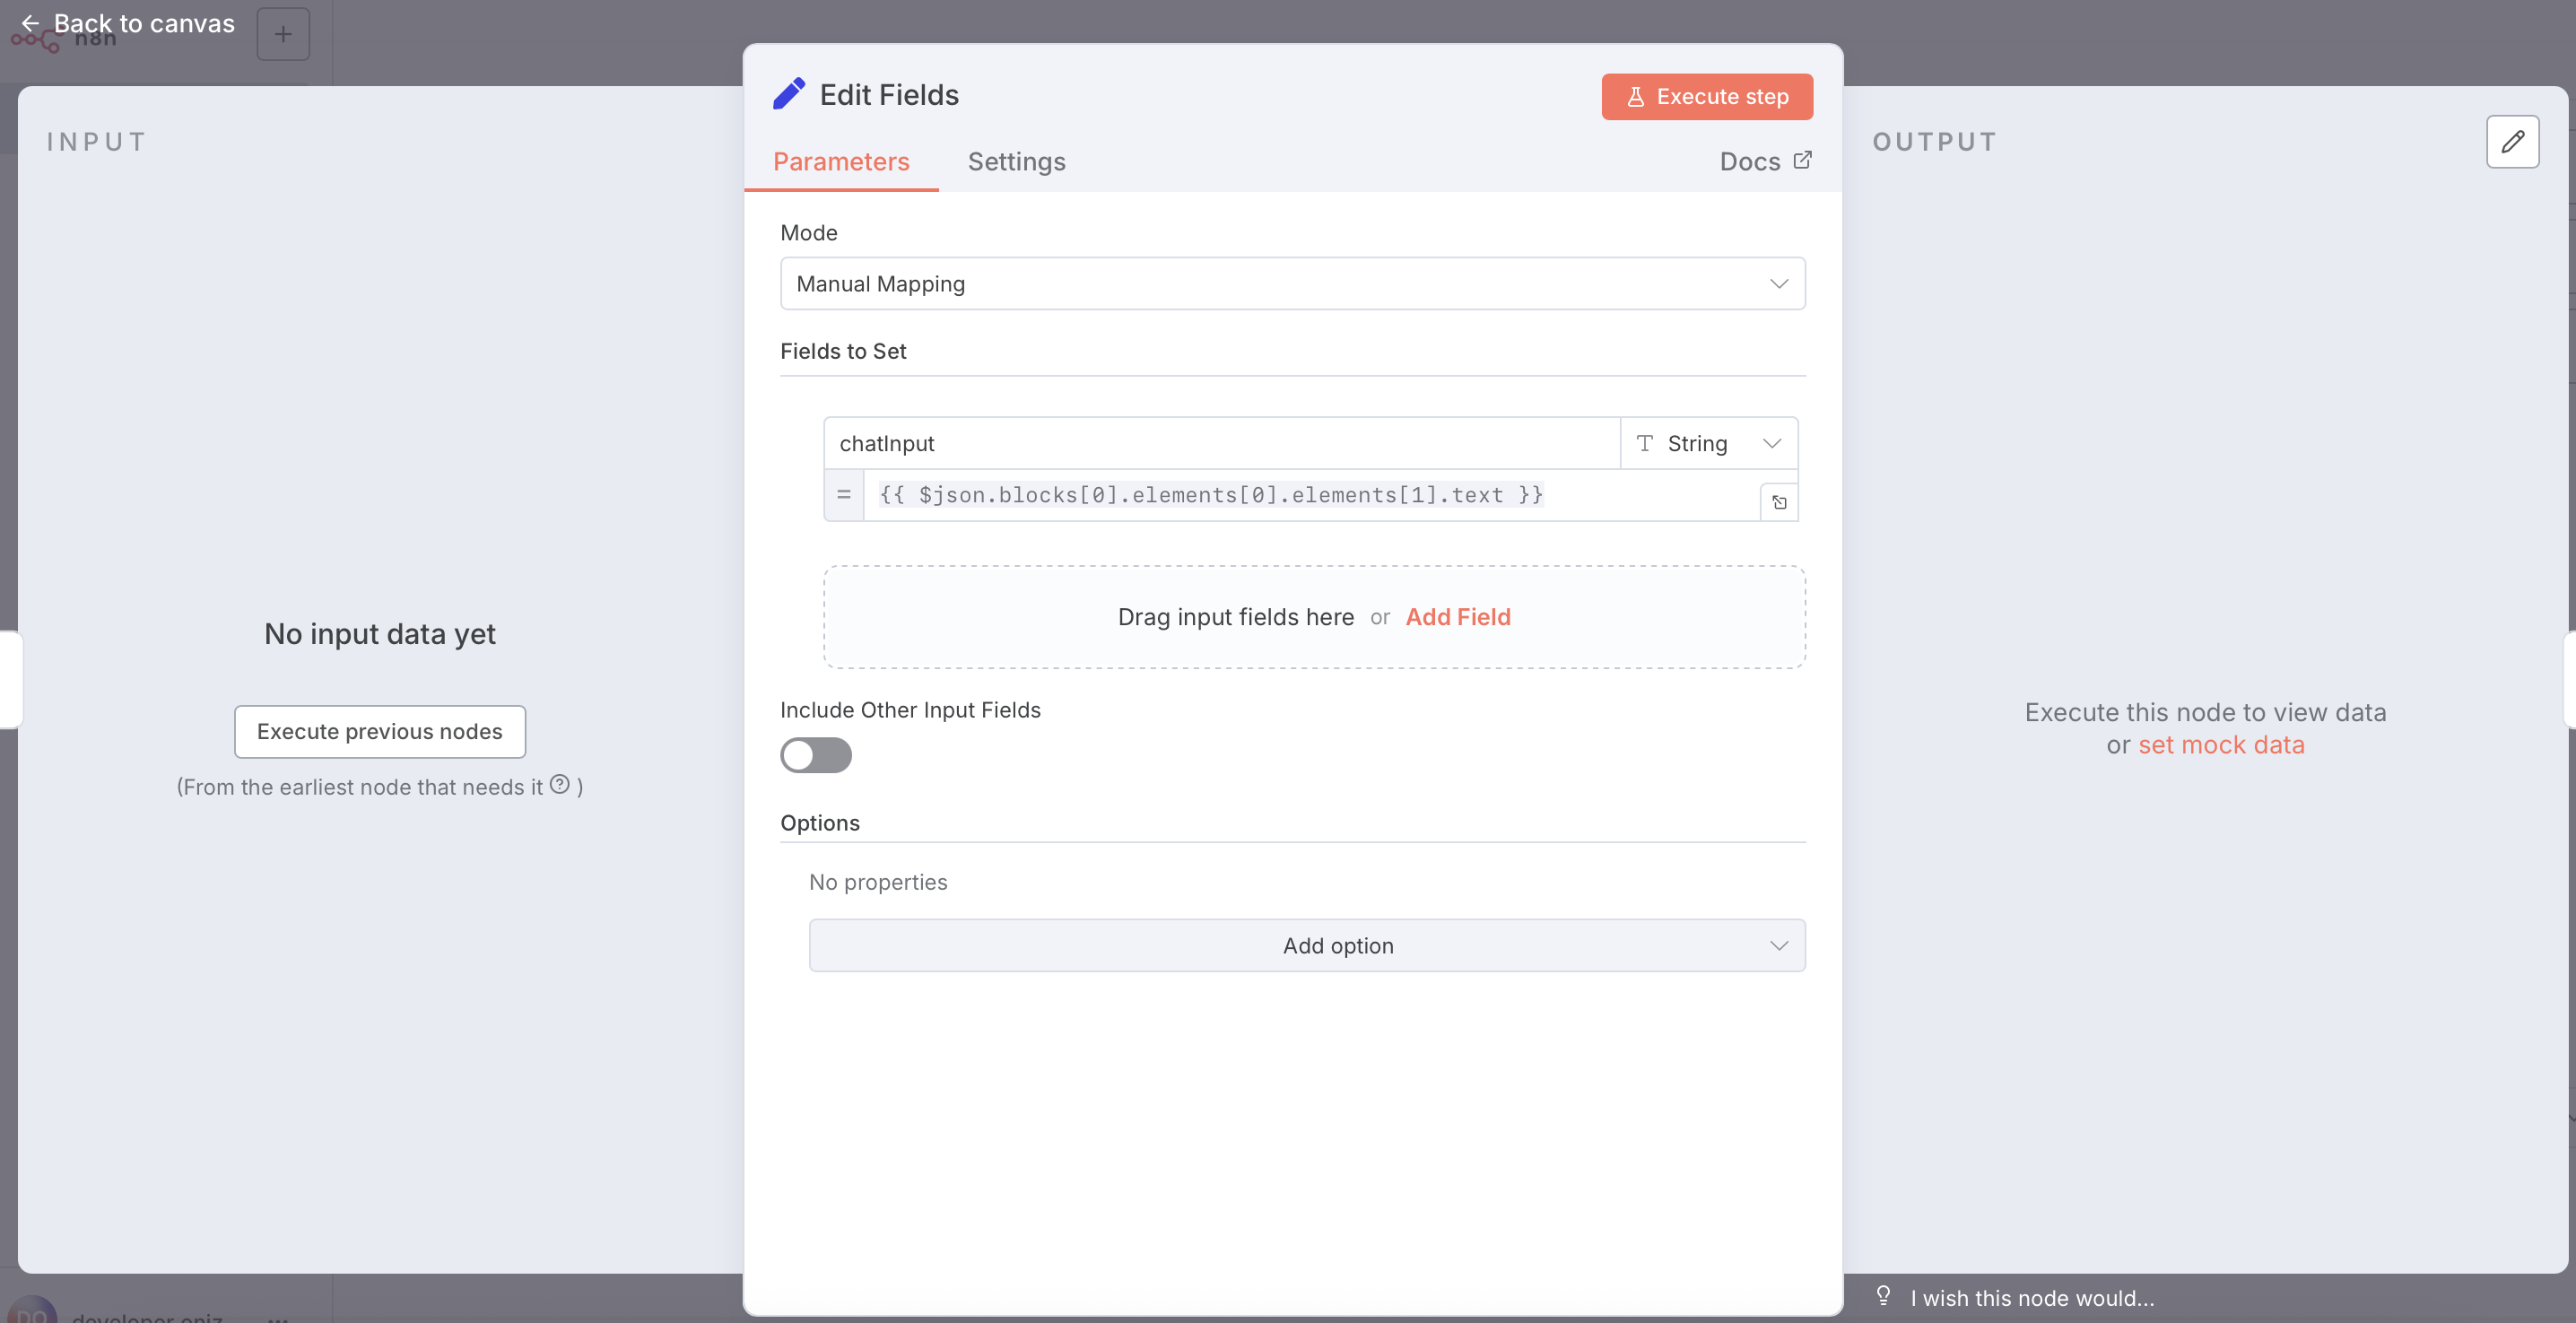 Back to canvas
n8n
+
INPUT
No input data yet
Execute previous nodes
(From the earliest node that needs it ? )
Edit Fields
Execute step
Parameters
Settings
Docs
Mode
Manual Mapping
Fields to Set
chatInput
String
= {{ $json.blocks[0].elements[0].elements[1].text }}
Drag input fields here or Add Field
Include Other Input Fields
Options
No properties
Add option
OUTPUT
Execute this node to view data
or set mock data
I wish this node would...
DO